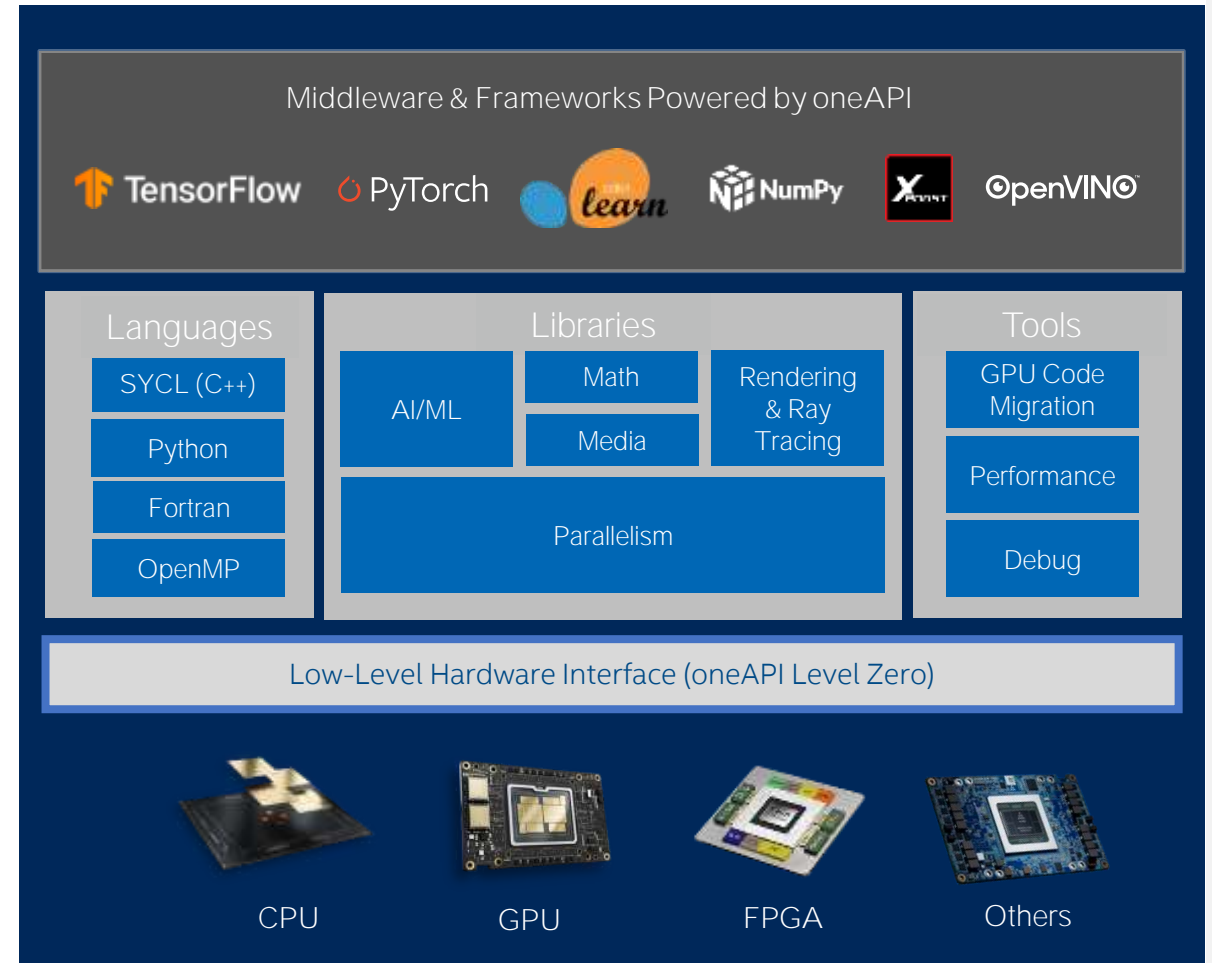 Middleware & Frameworks Powered by oneAPI
TensorFlow
PyTorch
learn
NumPy
OpenVINO
Languages
SYCL (C++)
Python
Fortran
OpenMP
Libraries
AI/ML
Math
Media
Rendering
& Ray
Tracing
Parallelism
Tools
GPU Code
Migration
Performance
Debug
Low-Level Hardware Interface (oneAPI Level Zero)
CPU
GPU
FPGA
Others